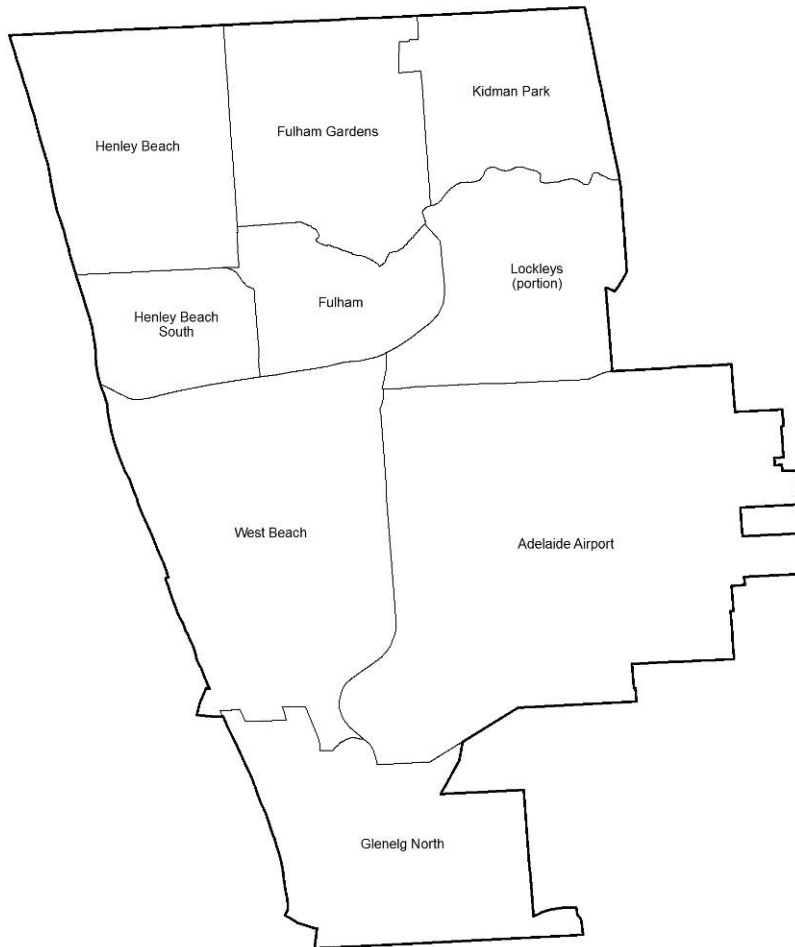 Kidman Park
Fulham Gardens
Henley Beach
Lockleys
(portion)
Fulham
Henley Beach
South
West Beach
Adelaide Airport
Glenelg North